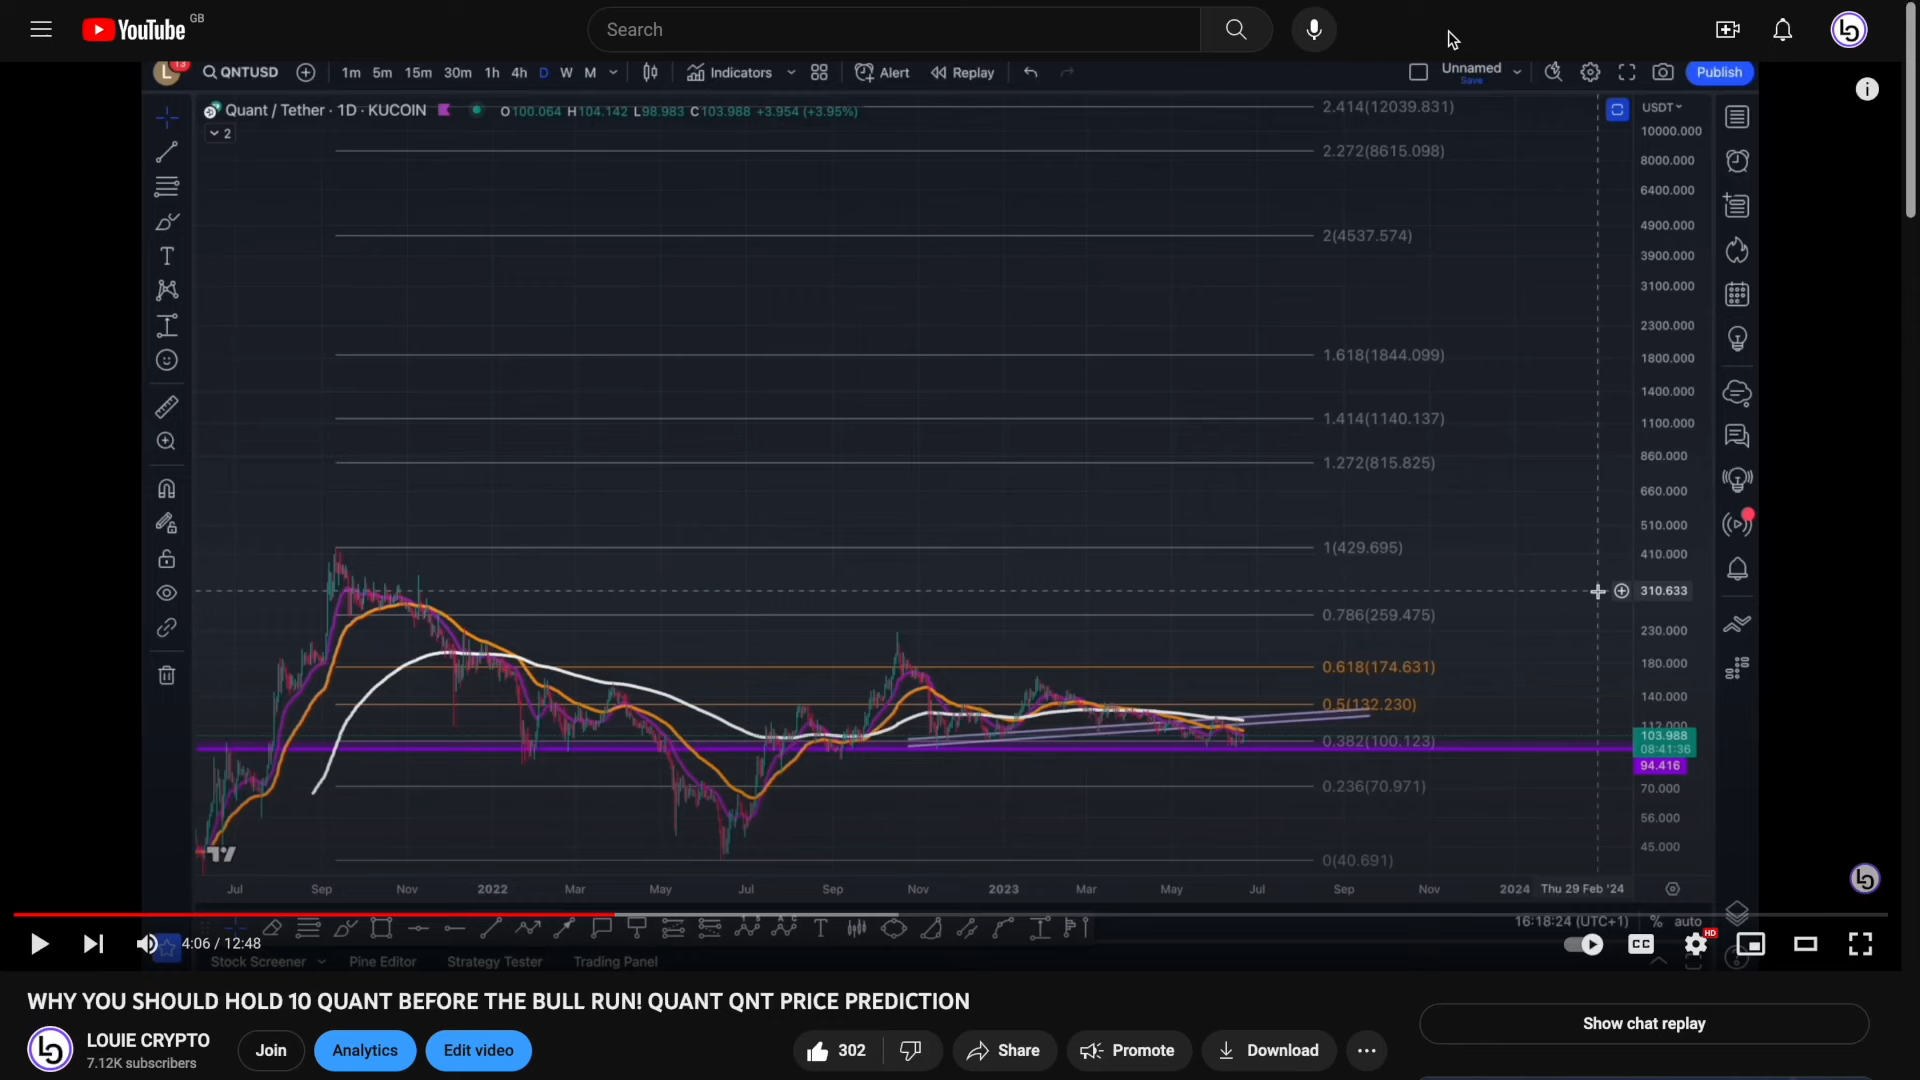 YouTube GB
Search
L 13 QNTUSD 1m 5m 15m 30m 1h 4h D W M Indicators Alert Replay Unnamed Save Publish
Quant / Tether · 1D · KUCOIN O100.064 H104.142 L98.983 C103.988 +3.954 (+3.95%)
2
2.414(12039.831)
2.272(8615.098)
2(4537.574)
1.618(1844.099)
1.414(1140.137)
1.272(815.825)
1(429.695)
0.786(259.475)
0.618(174.631)
0.5(132.230)
0.382(100.123)
0.236(70.971)
0(40.691)
USDT
10000.000
8000.000
6400.000
4900.000
3900.000
3100.000
2300.000
1800.000
1400.000
1100.000
860.000
660.000
510.000
410.000
310.633
230.000
180.000
140.000
112.000
103.988
08:41:36
94.416
70.000
56.000
45.000
Jul Sep Nov 2022 Mar May Jul Sep Nov 2023 Mar May Jul Sep Nov 2024 Thu 29 Feb '24
16:18:24 (UTC+1) % auto
4:06 / 12:48
CC HD
Stock Screener Pine Editor Strategy Tester Trading Panel
WHY YOU SHOULD HOLD 10 QUANT BEFORE THE BULL RUN! QUANT QNT PRICE PREDICTION
Show chat replay
LOUIE CRYPTO
7.12K subscribers
Join Analytics Edit video 302 Share Promote Download